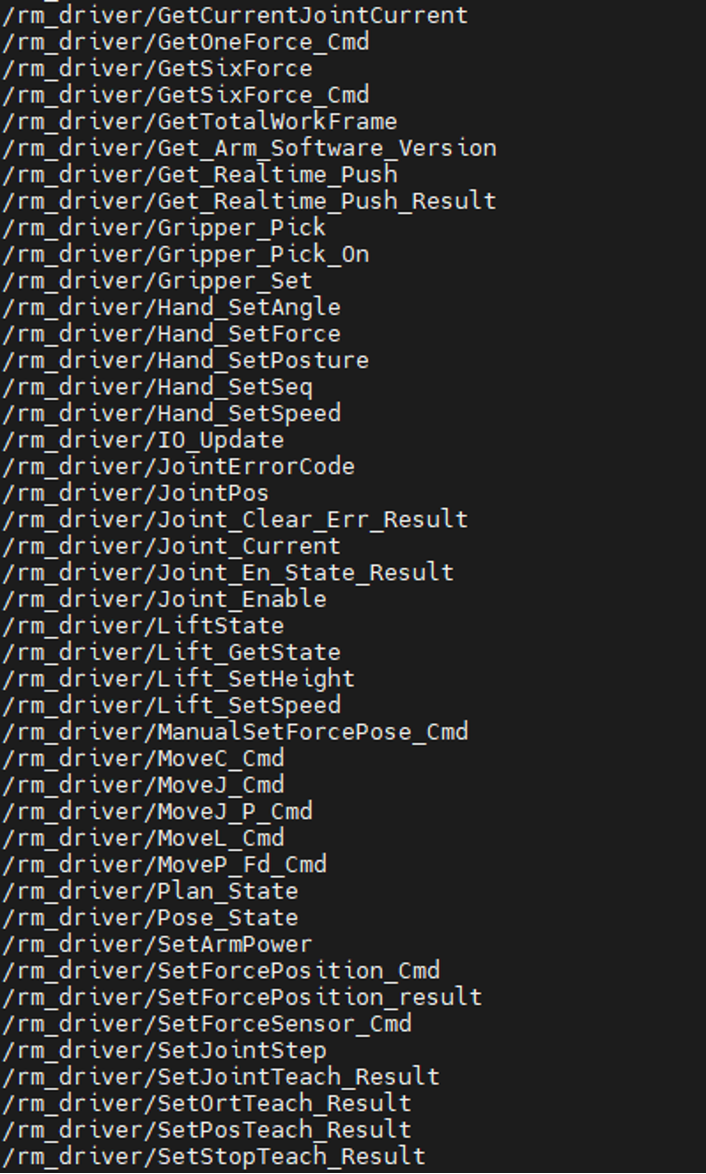 /rm_driver/GetCurrentJointCurrent
/rm_driver/GetOneForce_Cmd
/rm_driver/GetSixForce
/rm_driver/GetSixForce_Cmd
/rm_driver/GetTotalWorkFrame
/rm_driver/Get_Arm_Software_Version
/rm_driver/Get_Realtime_Push
/rm_driver/Get_Realtime_Push_Result
/rm_driver/Gripper_Pick
/rm_driver/Gripper_Pick_On
/rm_driver/Gripper_Set
/rm_driver/Hand_SetAngle
/rm_driver/Hand_SetForce
/rm_driver/Hand_SetPosture
/rm_driver/Hand_SetSeq
/rm_driver/Hand_SetSpeed
/rm_driver/IO_Update
/rm_driver/JointErrorCode
/rm_driver/JointPos
/rm_driver/Joint_Clear_Err_Result
/rm_driver/Joint_Current
/rm_driver/Joint_En_State_Result
/rm_driver/Joint_Enable
/rm_driver/LiftState
/rm_driver/Lift_GetState
/rm_driver/Lift_SetHeight
/rm_driver/Lift_SetSpeed
/rm_driver/ManualSetForcePose_Cmd
/rm_driver/MoveC_Cmd
/rm_driver/MoveJ_Cmd
/rm_driver/MoveJ_P_Cmd
/rm_driver/MoveL_Cmd
/rm_driver/MoveP_Fd_Cmd
/rm_driver/Plan_State
/rm_driver/Pose_State
/rm_driver/SetArmPower
/rm_driver/SetForcePosition_Cmd
/rm_driver/SetForcePosition_result
/rm_driver/SetForceSensor_Cmd
/rm_driver/SetJointStep
/rm_driver/SetJointTeach_Result
/rm_driver/SetOrtTeach_Result
/rm_driver/SetPosTeach_Result
/rm_driver/SetStopTeach_Result